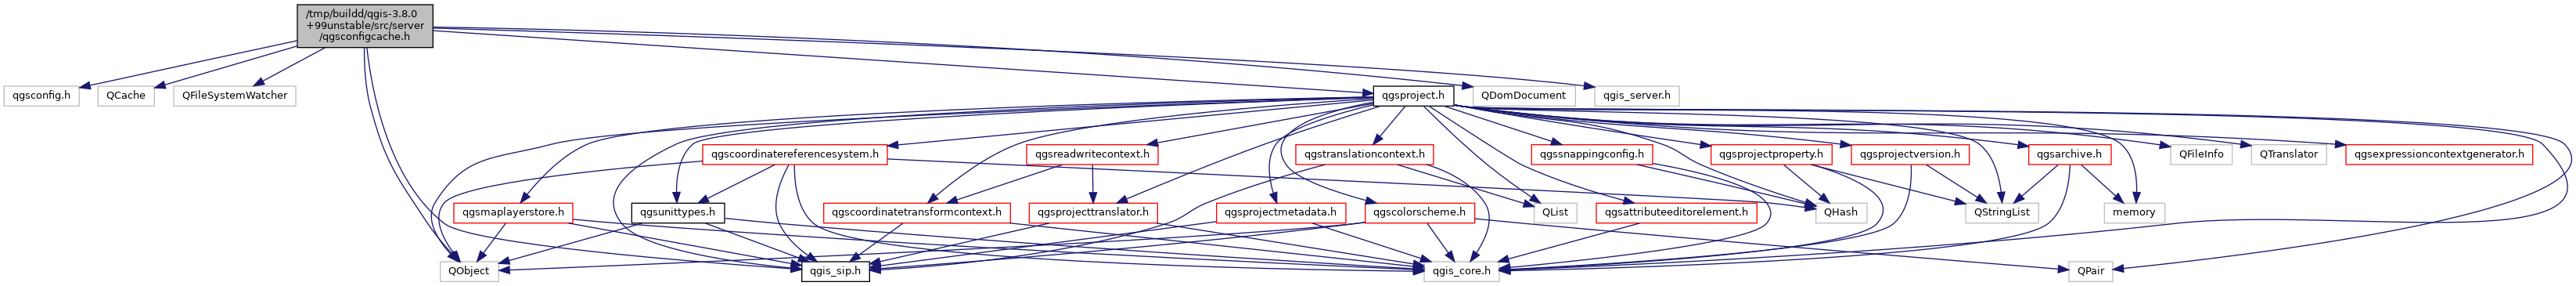 /tmp/buildd/qgis-3.8.0
+99unstable/src/server
/qgsconfigcache.h
qgsconfig.h
QCache
QFileSystemWatcher
qgsproject.h
QDomDocument
qgis_server.h
qgscoordinatereferencesystem.h
qgsreadwritecontext.h
qgstranslationcontext.h
qgssnappingconfig.h
qgsprojectproperty.h
qgsprojectversion.h
qgsarchive.h
QFileInfo
QTranslator
qgsexpressioncontextgenerator.h
qgsmaplayerstore.h
qgsunittypes.h
qgscoordinatetransformcontext.h
qgsprojecttranslator.h
qgsprojectmetadata.h
qgscolorscheme.h
QList
qgsattributeeditorelement.h
QHash
QStringList
memory
QObject
qgis_sip.h
qgis_core.h
QPair